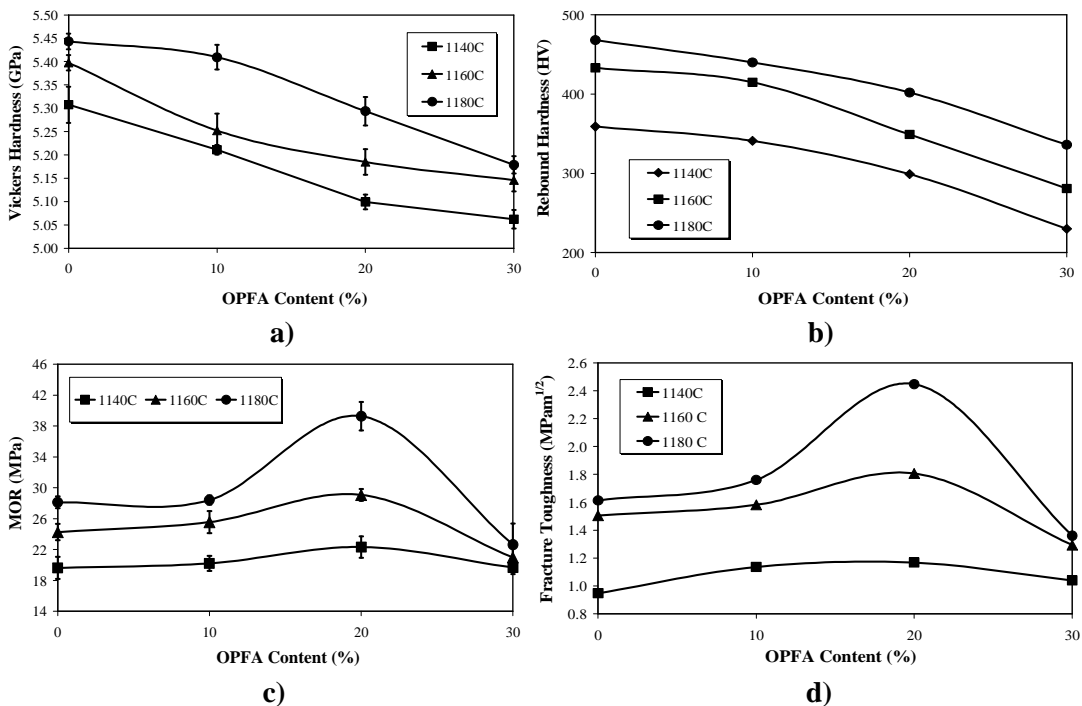 5.50
5.45
5.40
5.35
5.30
5.25
5.20
5.15
5.10
5.05
5.00
Vickers Hardness (GPa)
1140C
1160C
1180C
0 10 20 30
OPFA Content (%)
a)
500
400
300
200
Rebound Hardness (HV)
1140C
1160C
1180C
0 10 20 30
OPFA Content (%)
b)
46
42
38
34
30
26
22
18
14
MOR (MPa)
1140C 1160C 1180C
0 10 20 30
OPFA Content (%)
c)
2.6
2.4
2.2
2.0
1.8
1.6
1.4
1.2
1.0
0.8
Fracture Toughness (MPam1/2)
1140C
1160 C
1180 C
0 10 20 30
OPFA Content (%)
d)